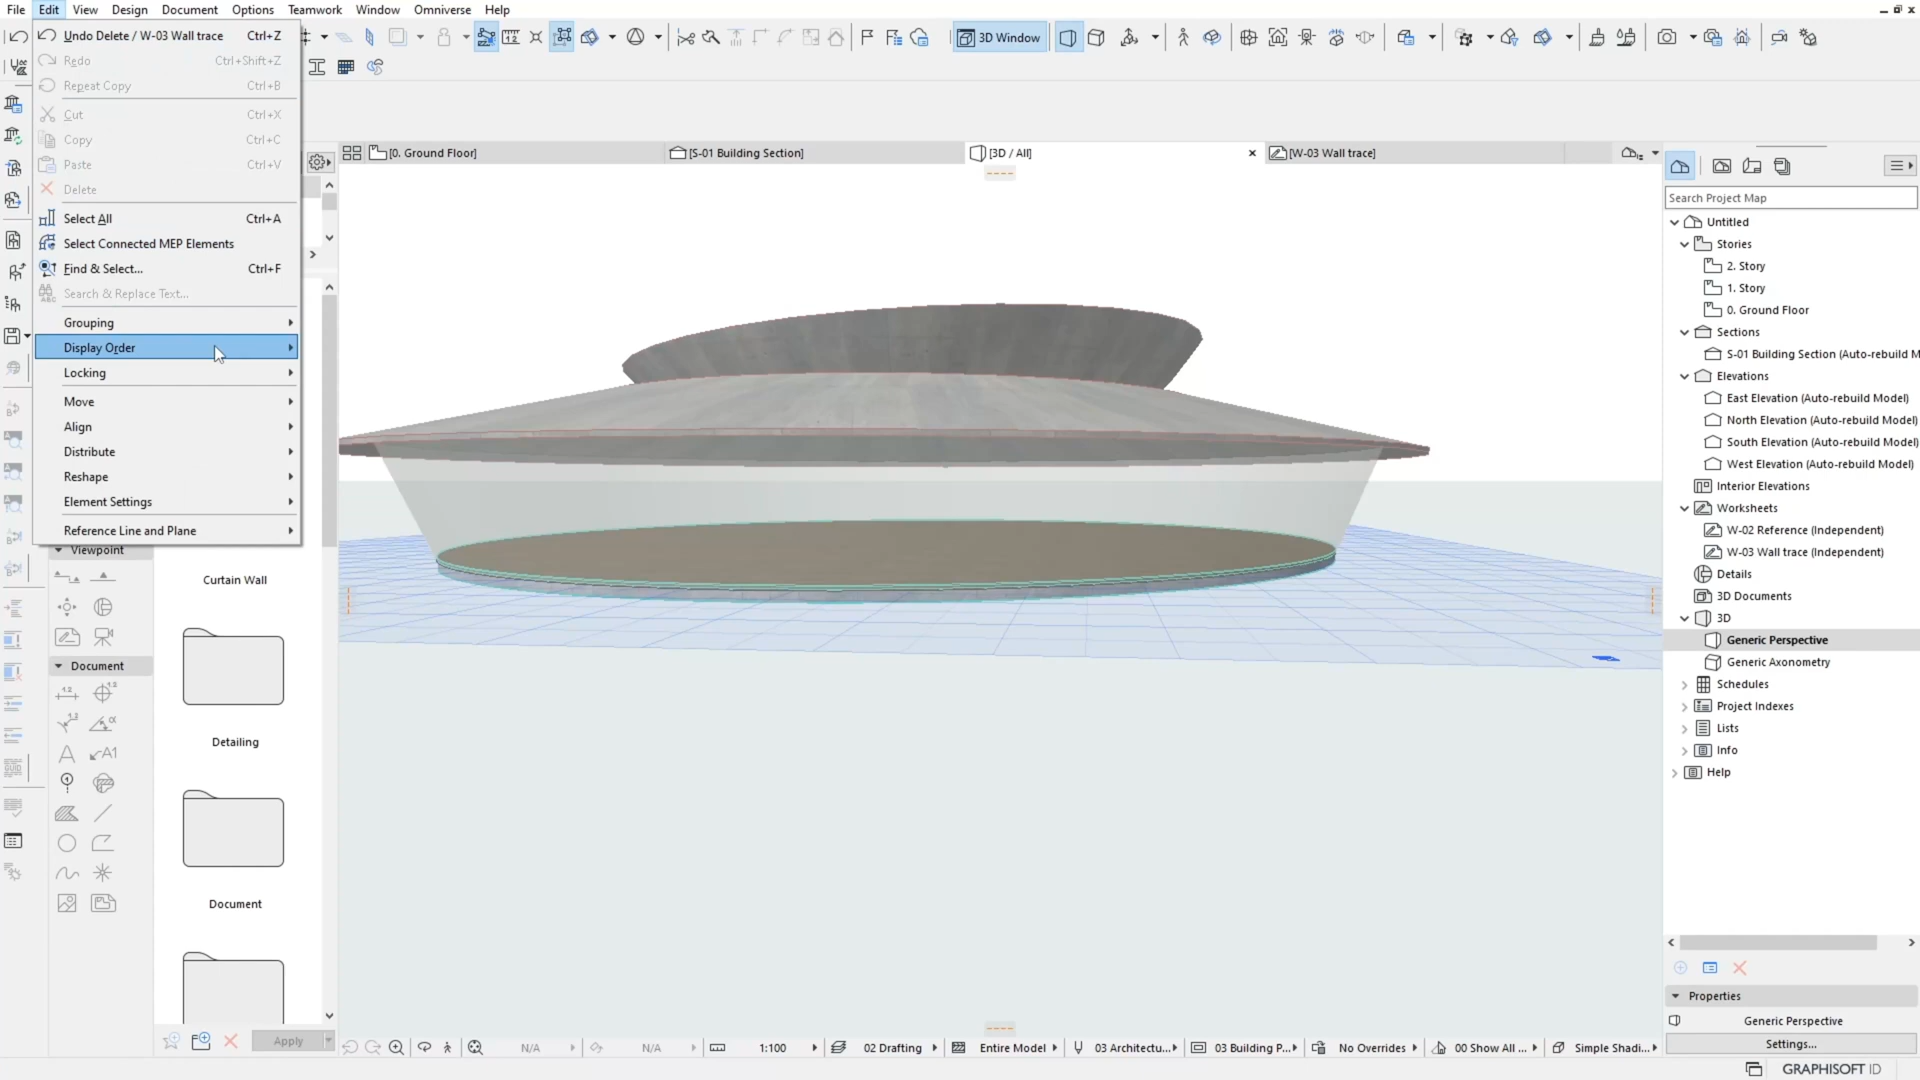 File Edit View Design Document Options Teamwork Window Omniverse Help
Undo Delete / W-03 Wall trace Ctrl+Z
Redo Ctrl+Shift+Z
Repeat Copy Ctrl+B
Cut Ctrl+X
Copy Ctrl+C
Paste Ctrl+V
Delete
Select All Ctrl+A
Select Connected MEP Elements
Find & Select... Ctrl+F
Search & Replace Text...
Grouping
Display Order
Locking
Move
Align
Distribute
Reshape
Element Settings
Reference Line and Plane
3D Window
[0. Ground Floor]
[S-01 Building Section]
[3D / All]
[W-03 Wall trace]
Viewpoint
Document
Curtain Wall
Detailing
Document
Apply
N/A
N/A
1:100
02 Drafting
Entire Model
03 Architectu...
03 Building P...
No Overrides
00 Show All ...
Simple Shadi...
Search Project Map
Untitled
Stories
2. Story
1. Story
0. Ground Floor
Sections
S-01 Building Section (Auto-rebuild M
Elevations
East Elevation (Auto-rebuild Model)
North Elevation (Auto-rebuild Model)
South Elevation (Auto-rebuild Model)
West Elevation (Auto-rebuild Model)
Interior Elevations
Worksheets
W-02 Reference (Independent)
W-03 Wall trace (Independent)
Details
3D Documents
3D
Generic Perspective
Generic Axonometry
Schedules
Project Indexes
Lists
Info
Help
Properties
Generic Perspective
Settings...
GRAPHISOFT ID